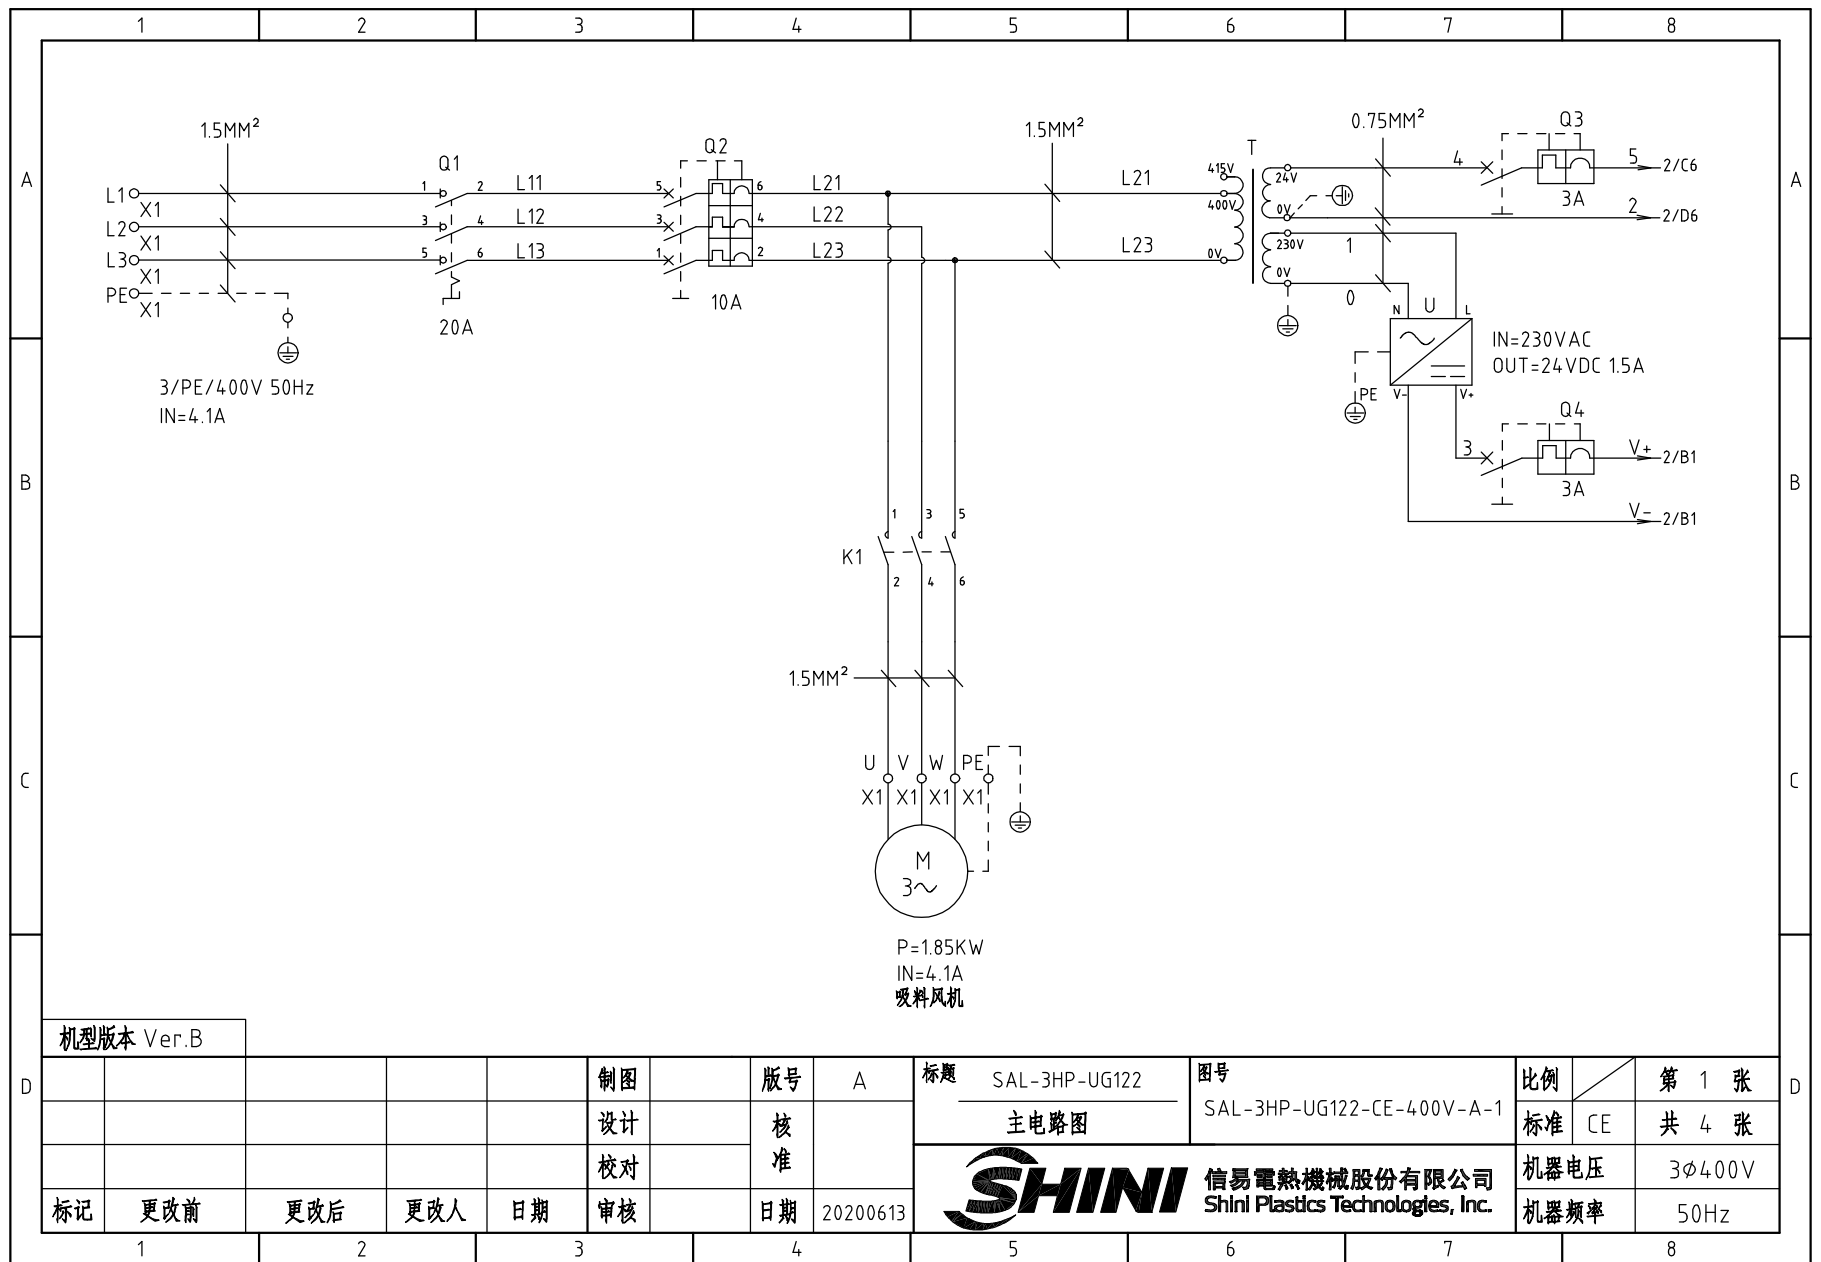 1 2 3 4 5 6 7 8
A A
1.5MM²
Q1
Q2
1.5MM²
T
0.75MM²
Q3
L1 X1
1 2 L11 5 6 L21 L21
415V
400V
24V
0V
4
3A
5 2/C6
L2 X1
3 4 L12 3 4 L22
2 2/D6
L3 X1
5 6 L13 1 2 L23 L23
0V
230V
0V
1
0
PE X1
20A
10A
N U L
IN=230VAC
OUT=24VDC 1.5A
PE
V- V+
3/PE/400V 50Hz
IN=4.1A
B B
Q4
3
3A
V+ 2/B1
V- 2/B1
1 3 5
K1
2 4 6
C C
1.5MM²
U V W PE
X1 X1 X1 X1
M
3~
P=1.85KW
IN=4.1A
吸料风机
D D
机型版本 Ver.B
制图
版号 A
标题 SAL-3HP-UG122
主电路图
图号
SAL-3HP-UG122-CE-400V-A-1
比例
第 1 张
设计
核准
标准 CE
共 4 张
校对
SHINI
信易電熱機械股份有限公司
Shini Plastics Technologies, Inc.
机器电压 3Ø400V
标记 更改前 更改后 更改人 日期 审核
日期 20200613
机器频率 50Hz
1 2 3 4 5 6 7 8